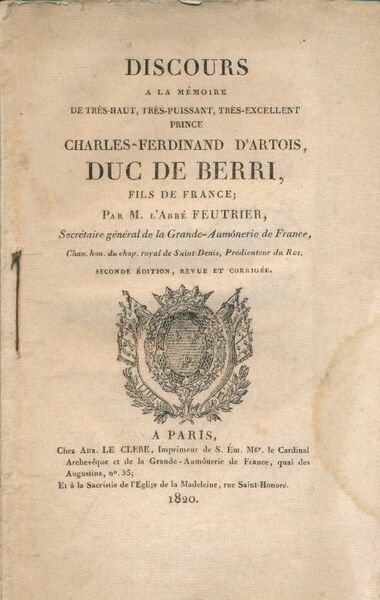 DISCOURS
A LA MÉMOIRE
DE TRÈS-HAUT, TRÈS-PUISSANT, TRÈS-EXCELLENT
PRINCE
CHARLES-FERDINAND D'ARTOIS,
DUC DE BERRI,
FILS DE FRANCE;
PAR M. L'ABBÉ FEUTRIER,
Secrétaire général de la Grande-Aumônerie de France,
Chan. hon. du chap. royal de Saint-Denis, Prédicateur du Roi.
SECONDE ÉDITION, REVUE ET CORRIGÉE.
A PARIS,
Chez ADR. LE CLERE, Imprimeur de S. Ém. Mgr. le Cardinal
Archevêque et de la Grande-Aumônerie de France, quai des
Augustins, n°. 35;
Et à la Sacristie de l'Eglise de la Madeleine, rue Saint-Honoré.
1820.